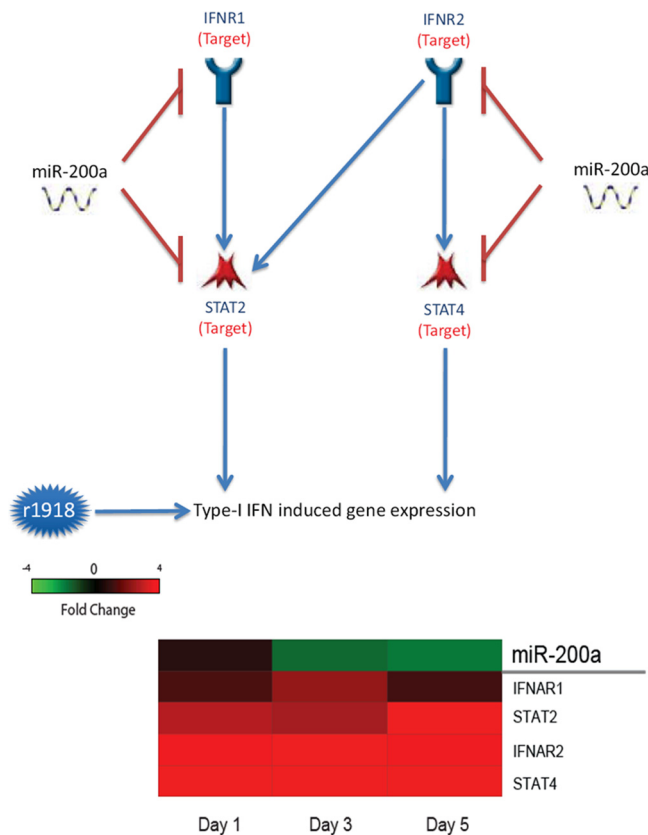 IFNR1
(Target)
IFNR2
(Target)
miR-200a
miR-200a
STAT2
(Target)
STAT4
(Target)
r1918
Type-I IFN induced gene expression
-4 0 4
Fold Change
miR-200a
IFNAR1
STAT2
IFNAR2
STAT4
Day 1 Day 3 Day 5